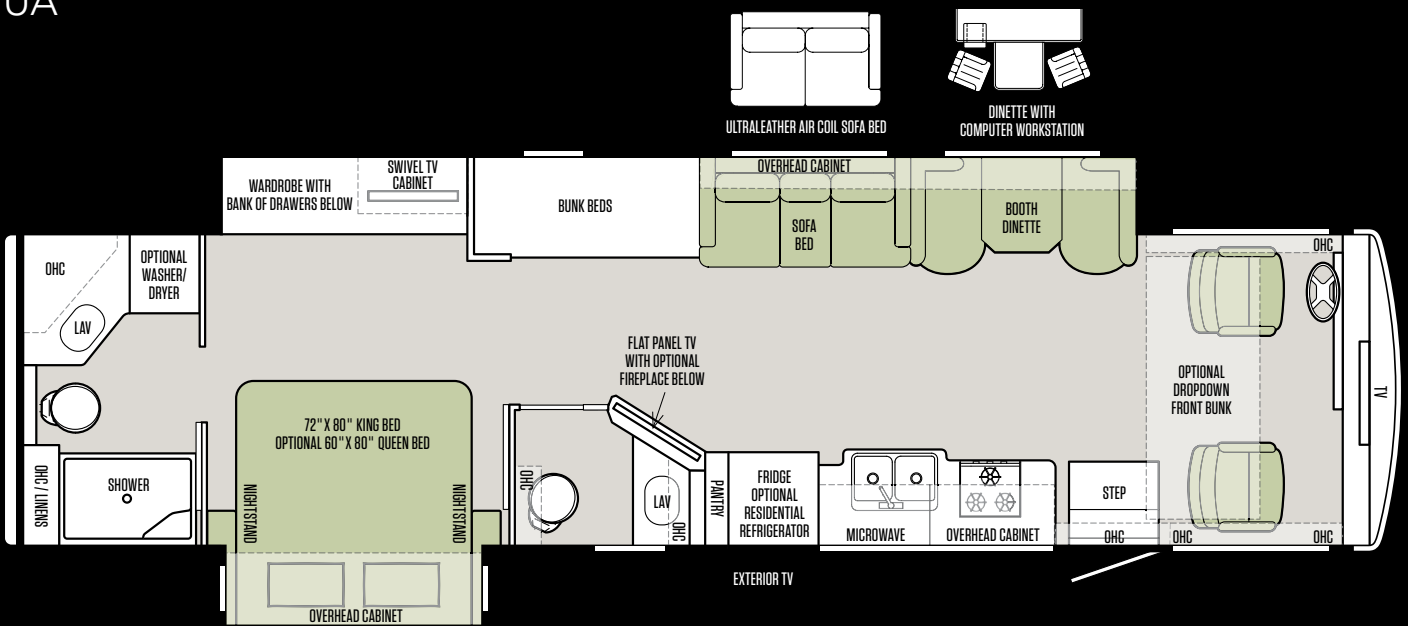 0A
ULTRALEATHER AIR COIL SOFA BED
DINETTE WITH
COMPUTER WORKSTATION
WARDROBE WITH
BANK OF DRAWERS BELOW
SWIVEL TV
CABINET
BUNK BEDS
OVERHEAD CABINET
SOFA
BED
BOOTH
DINETTE
OHC
OHC
LAV
OPTIONAL
WASHER/
DRYER
FLAT PANEL TV
WITH OPTIONAL
FIREPLACE BELOW
OPTIONAL
DROPDOWN
FRONT BUNK
TV
72" X 80" KING BED
OPTIONAL 60" X 80" QUEEN BED
NIGHTSTAND
NIGHTSTAND
OHC / LINENS
SHOWER
OHC
LAV
OHC
PANTRY
FRIDGE
OPTIONAL
RESIDENTIAL
REFRIGERATOR
MICROWAVE
OVERHEAD CABINET
STEP
OHC
OHC
OHC
EXTERIOR TV
OVERHEAD CABINET